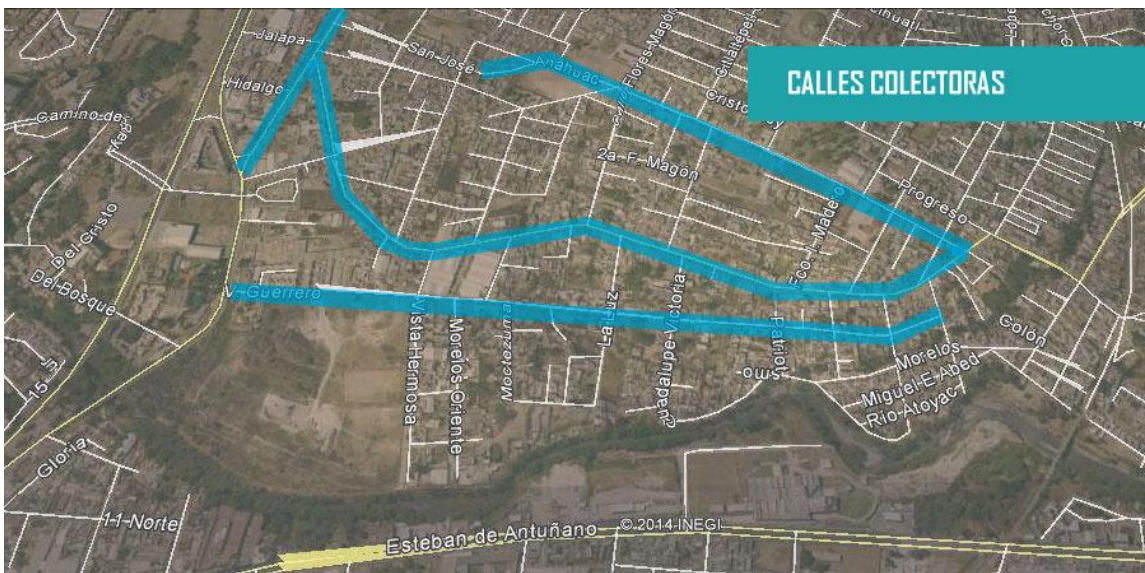 CALLES COLECTORAS
Jalapa
San José
Anáhuac
Flores-Magón
Citlaltépetl
Hidalgo
Camino de
2a. F. Magón
Progreso
Del Cristo
Del-Bosque
Fco I. Madero
V. Guerrero
Vista-Hermosa
Morelos-Oriente
Moctezuma
La Luz
Guadalupe-Victoria
Patriotismo
Colón
Morelos
Miguel-E-Abed
Río-Atoyac
Gloria
11-Norte
Esteban de Antuñano
© 2014 INEGI